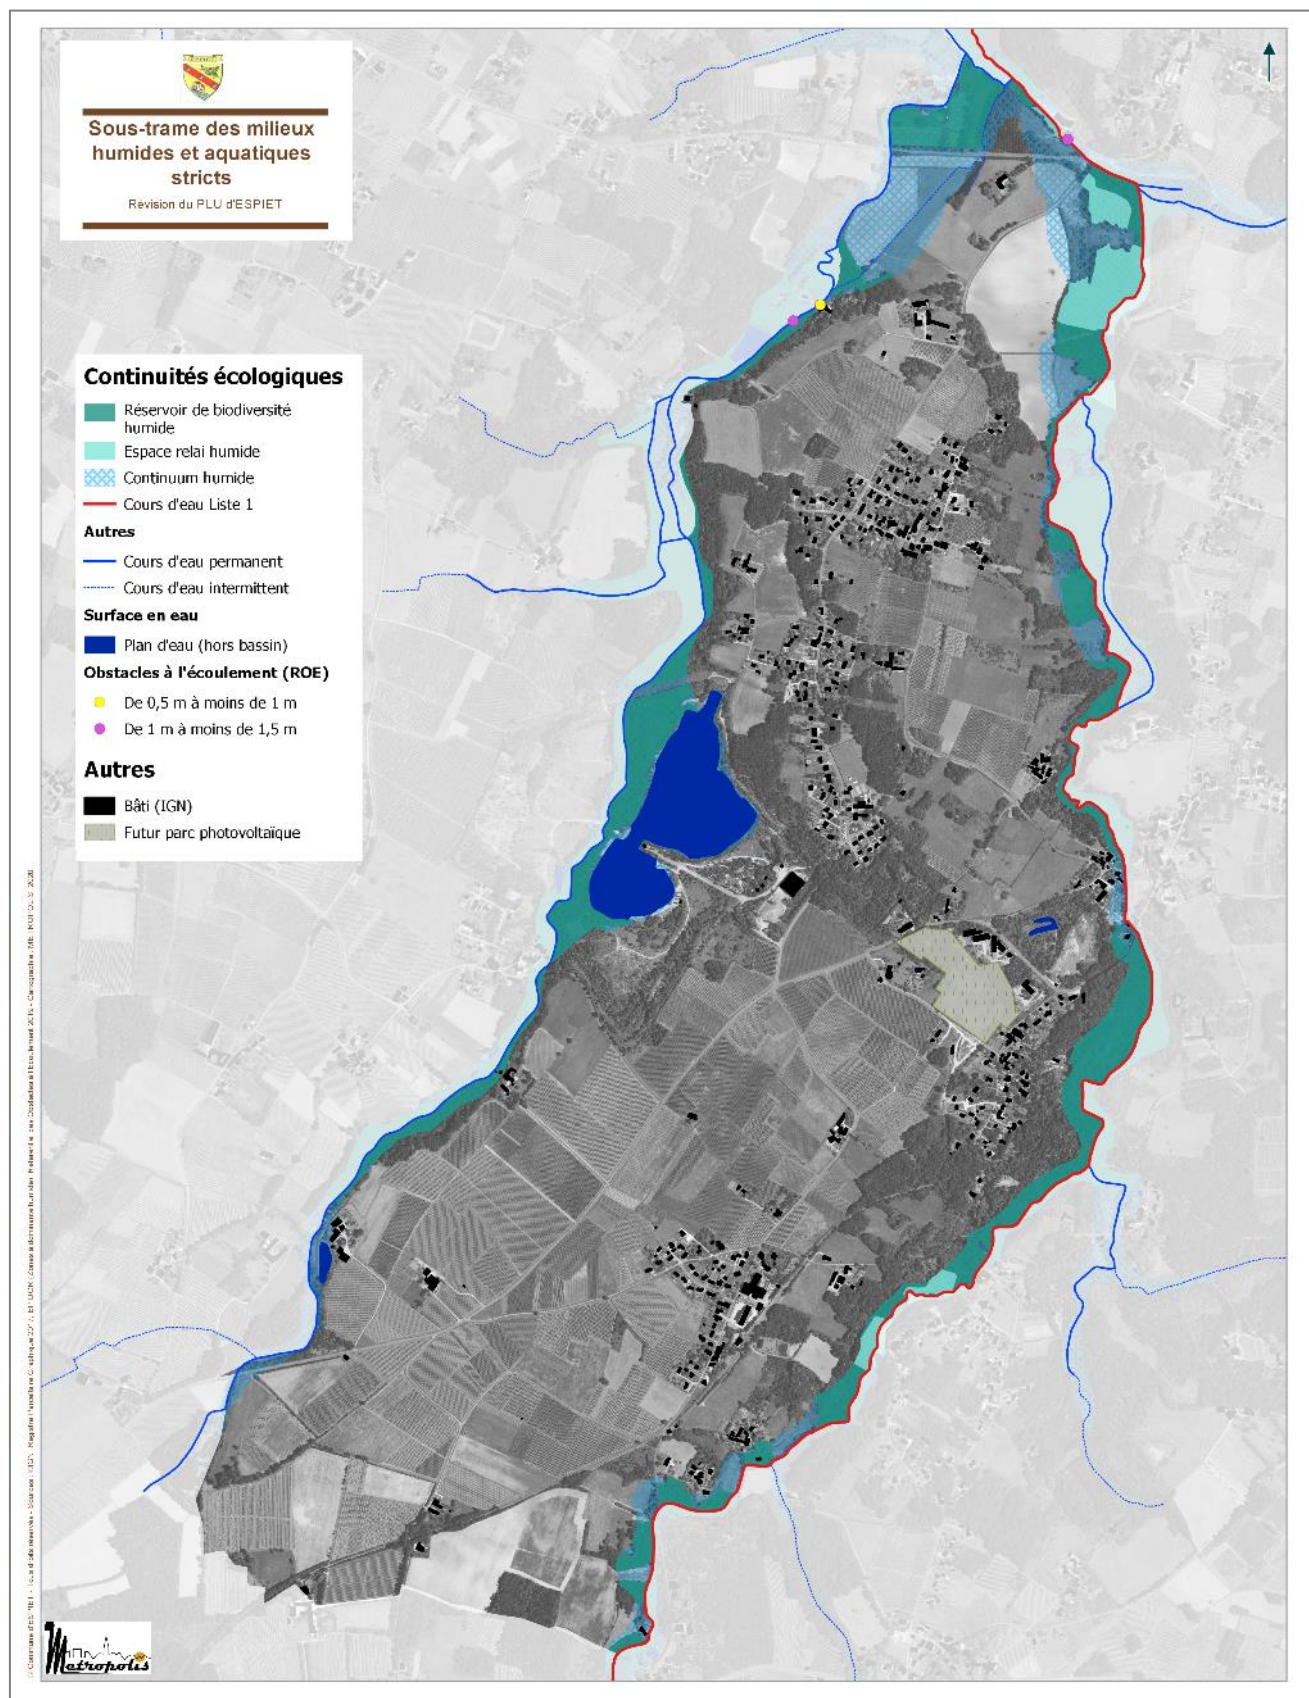 Sous-trame des milieux
humides et aquatiques
stricts
Révision du PLU d'ESPIET
Continuités écologiques
Réservoir de biodiversité
humide
Espace relai humide
Continuum humide
Cours d'eau Liste 1
Autres
Cours d'eau permanent
Cours d'eau intermittent
Surface en eau
Plan d'eau (hors bassin)
Obstacles à l'écoulement (ROE)
De 0,5 m à moins de 1 m
De 1 m à moins de 1,5 m
Autres
Bâti (IGN)
Futur parc photovoltaïque
Metropolis